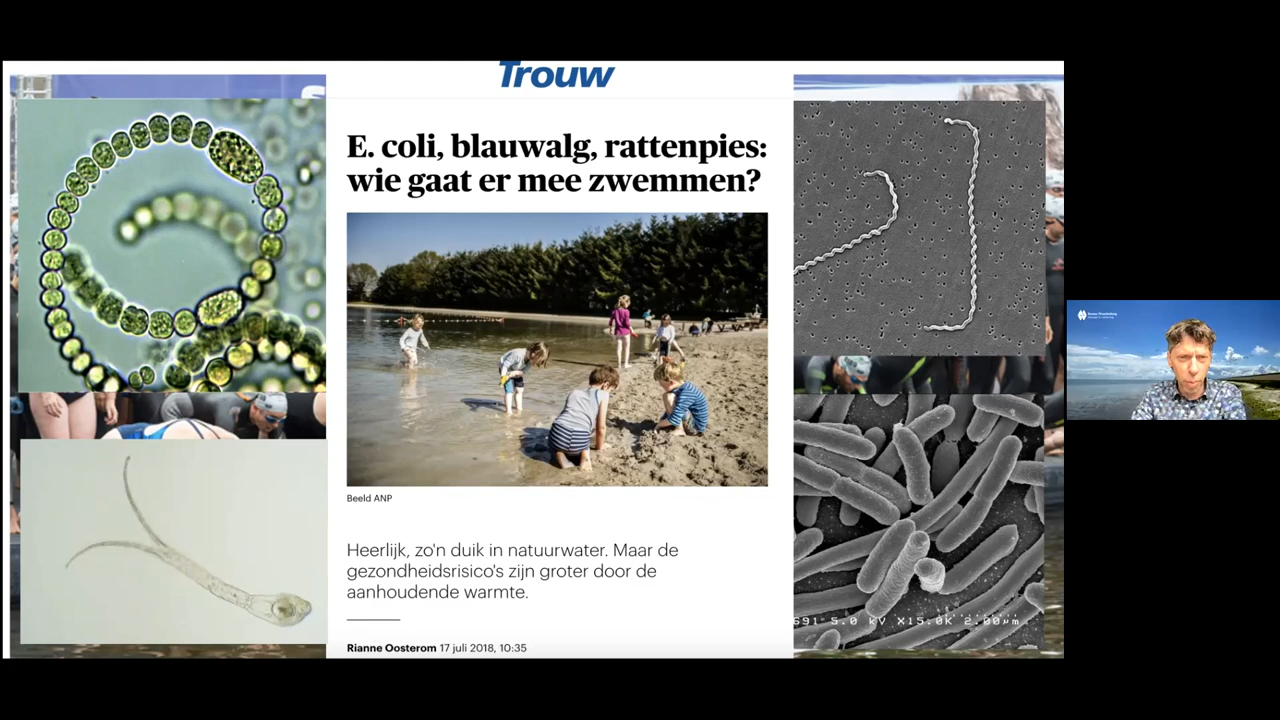 Trouw
E. coli, blauwalg, rattenpies:
wie gaat er mee zwemmen?
Beeld ANP
Heerlijk, zo'n duik in natuurwater. Maar de
gezondheidsrisico's zijn groter door de
aanhoudende warmte.
Rianne Oosterom 17 juli 2018, 10:35
691 5.0 kV X15.0K 2.00µm